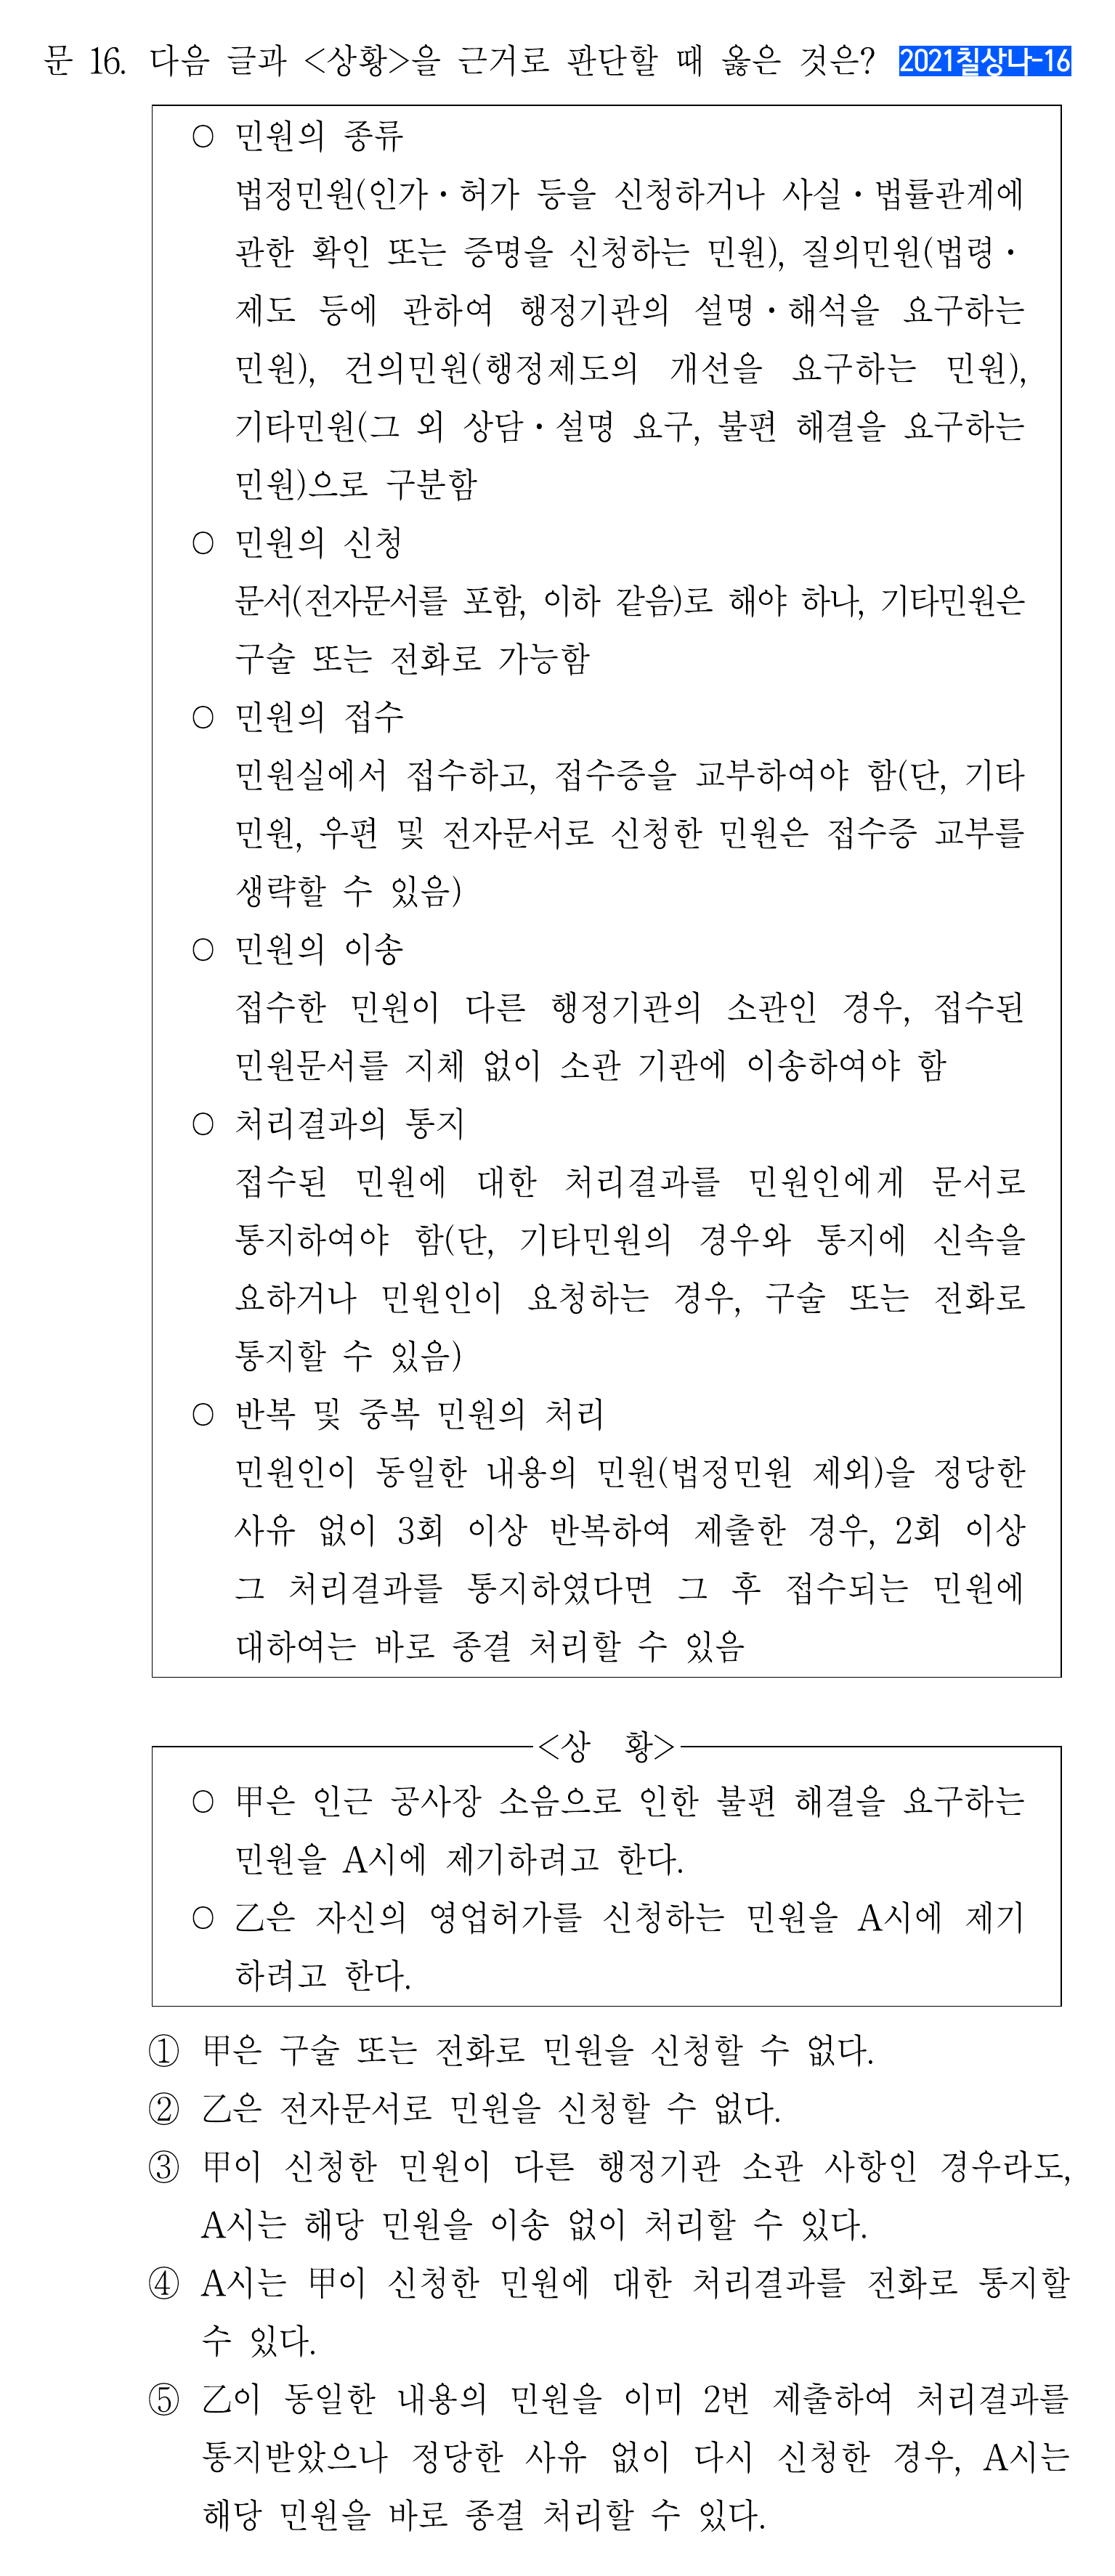 문 16. 다음 글과 <상황>을 근거로 판단할 때 옳은 것은? 2021칠상나-16
○ 민원의 종류
법정민원(인가·허가 등을 신청하거나 사실·법률관계에
관한 확인 또는 증명을 신청하는 민원), 질의민원(법령·
제도 등에 관하여 행정기관의 설명·해석을 요구하는
민원), 건의민원(행정제도의 개선을 요구하는 민원),
기타민원(그 외 상담·설명 요구, 불편 해결을 요구하는
민원)으로 구분함
○ 민원의 신청
문서(전자문서를 포함, 이하 같음)로 해야 하나, 기타민원은
구술 또는 전화로 가능함
○ 민원의 접수
민원실에서 접수하고, 접수증을 교부하여야 함(단, 기타
민원, 우편 및 전자문서로 신청한 민원은 접수증 교부를
생략할 수 있음)
○ 민원의 이송
접수한 민원이 다른 행정기관의 소관인 경우, 접수된
민원문서를 지체 없이 소관 기관에 이송하여야 함
○ 처리결과의 통지
접수된 민원에 대한 처리결과를 민원인에게 문서로
통지하여야 함(단, 기타민원의 경우와 통지에 신속을
요하거나 민원인이 요청하는 경우, 구술 또는 전화로
통지할 수 있음)
○ 반복 및 중복 민원의 처리
민원인이 동일한 내용의 민원(법정민원 제외)을 정당한
사유 없이 3회 이상 반복하여 제출한 경우, 2회 이상
그 처리결과를 통지하였다면 그 후 접수되는 민원에
대하여는 바로 종결 처리할 수 있음
<상 황>
○ 甲은 인근 공사장 소음으로 인한 불편 해결을 요구하는
민원을 A시에 제기하려고 한다.
○ 乙은 자신의 영업허가를 신청하는 민원을 A시에 제기
하려고 한다.
① 甲은 구술 또는 전화로 민원을 신청할 수 없다.
② 乙은 전자문서로 민원을 신청할 수 없다.
③ 甲이 신청한 민원이 다른 행정기관 소관 사항인 경우라도,
A시는 해당 민원을 이송 없이 처리할 수 있다.
④ A시는 甲이 신청한 민원에 대한 처리결과를 전화로 통지할
수 있다.
⑤ 乙이 동일한 내용의 민원을 이미 2번 제출하여 처리결과를
통지받았으나 정당한 사유 없이 다시 신청한 경우, A시는
해당 민원을 바로 종결 처리할 수 있다.